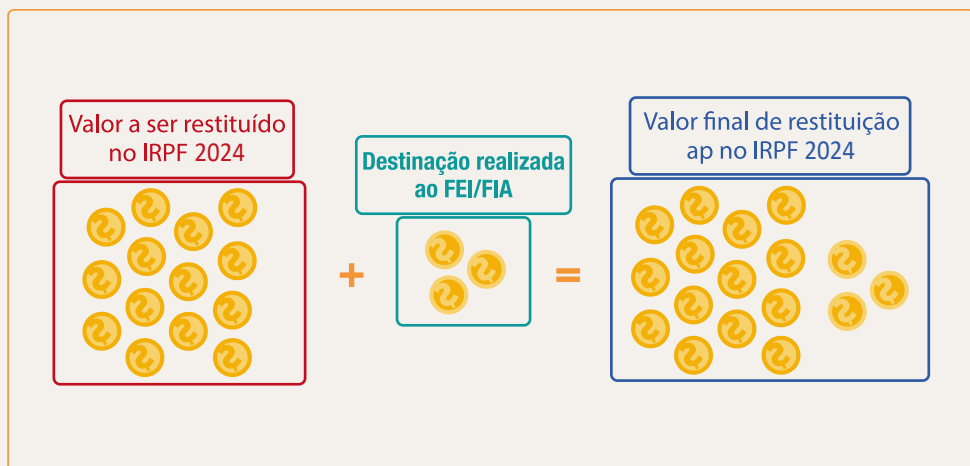 Valor a ser restituído
no IRPF 2024
+
Destinação realizada
ao FEI/FIA
=
Valor final de restituição
ap no IRPF 2024